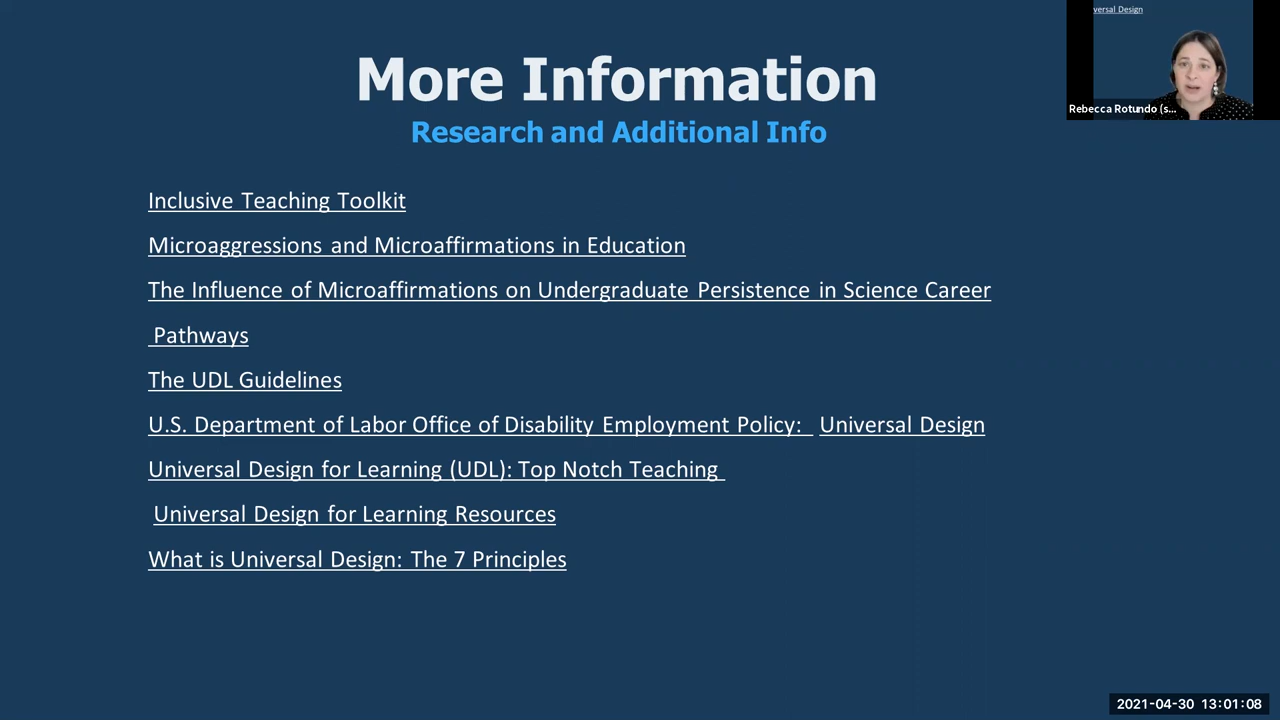 versal Design
More Information
Rebecca Rotundo (s...
Research and Additional Info
Inclusive Teaching Toolkit
Microaggressions and Microaffirmations in Education
The Influence of Microaffirmations on Undergraduate Persistence in Science Career
Pathways
The UDL Guidelines
U.S. Department of Labor Office of Disability Employment Policy: Universal Design
Universal Design for Learning (UDL): Top Notch Teaching
Universal Design for Learning Resources
What is Universal Design: The 7 Principles
2021-04-30 13:01:08